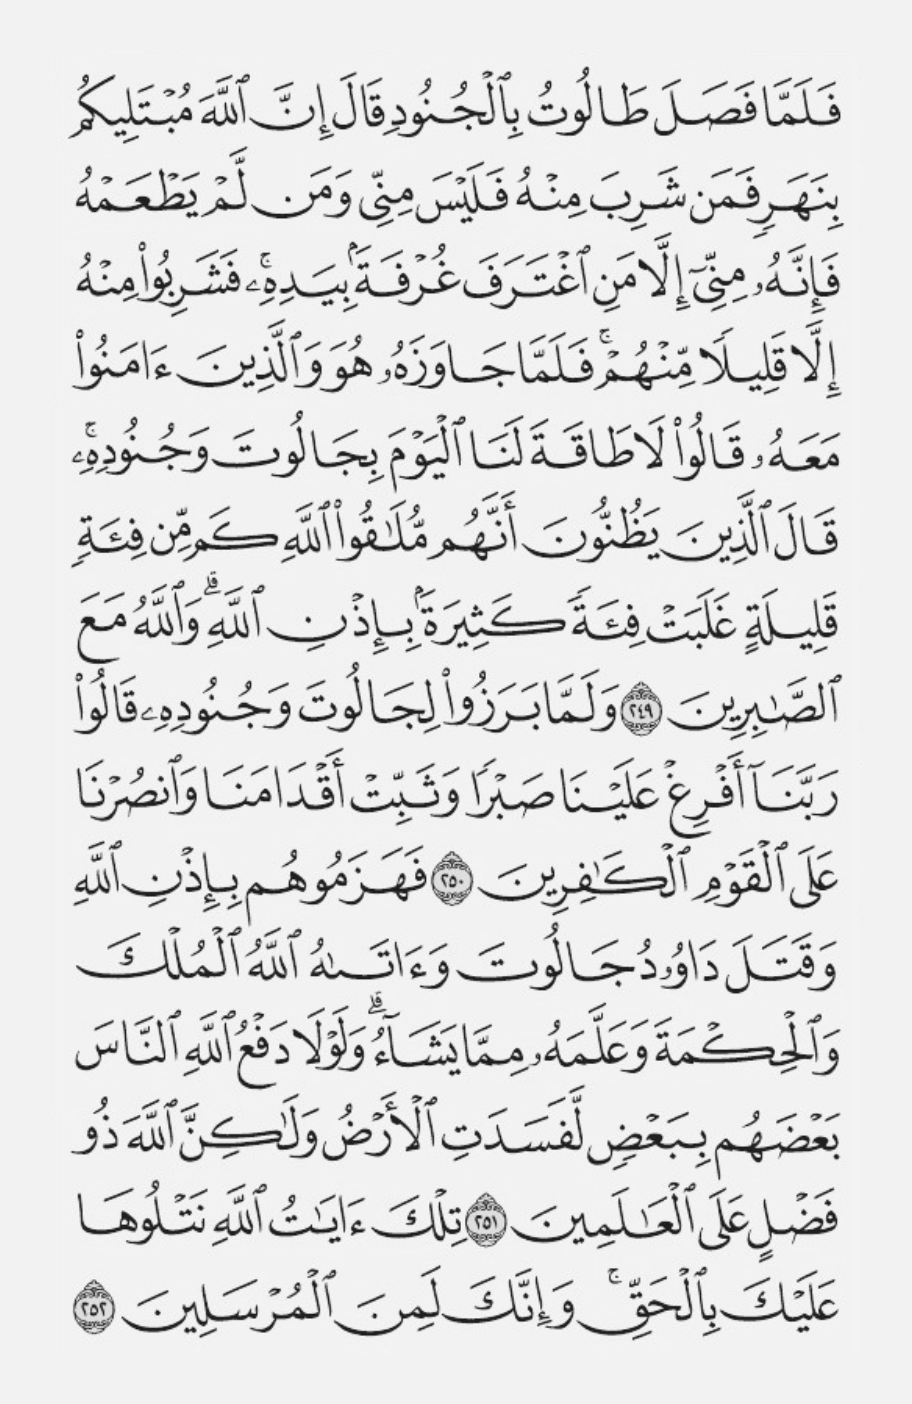 فَلَمَّا فَصَلَ طَالُوتُ بِٱلْجُنُودِ قَالَ إِنَّ ٱللَّهَ مُبْتَلِيكُم
بِنَهَرٍ فَمَن شَرِبَ مِنْهُ فَلَيْسَ مِنِّي وَمَن لَّمْ يَطْعَمْهُ
فَإِنَّهُۥ مِنِّيٓ إِلَّا مَنِ ٱغْتَرَفَ غُرْفَةَۢ بِيَدِهِۦۚ فَشَرِبُوا۟ مِنْهُ
إِلَّا قَلِيلًا مِّنْهُمْۚ فَلَمَّا جَاوَزَهُۥ هُوَ وَٱلَّذِينَ ءَامَنُوا۟
مَعَهُۥ قَالُوا۟ لَا طَاقَةَ لَنَا ٱلْيَوْمَ بِجَالُوتَ وَجُنُودِهِۦۚ
قَالَ ٱلَّذِينَ يَظُنُّونَ أَنَّهُم مُّلَٰقُوا۟ ٱللَّهِ كَم مِّن فِئَةٍ
قَلِيلَةٍ غَلَبَتْ فِئَةً كَثِيرَةَۢ بِإِذْنِ ٱللَّهِۗ وَٱللَّهُ مَعَ
ٱلصَّٰبِرِينَ ٢٤٩ وَلَمَّا بَرَزُوا۟ لِجَالُوتَ وَجُنُودِهِۦ قَالُوا۟
رَبَّنَآ أَفْرِغْ عَلَيْنَا صَبْرًا وَثَبِّتْ أَقْدَامَنَا وَٱنصُرْنَا
عَلَى ٱلْقَوْمِ ٱلْكَٰفِرِينَ ٢٥٠ فَهَزَمُوهُم بِإِذْنِ ٱللَّهِ
وَقَتَلَ دَاوُۥدُ جَالُوتَ وَءَاتَىٰهُ ٱللَّهُ ٱلْمُلْكَ
وَٱلْحِكْمَةَ وَعَلَّمَهُۥ مِمَّا يَشَآءُۗ وَلَوْلَا دَفْعُ ٱللَّهِ ٱلنَّاسَ
بَعْضَهُم بِبَعْضٍ لَّفَسَدَتِ ٱلْأَرْضُ وَلَٰكِنَّ ٱللَّهَ ذُو
فَضْلٍ عَلَى ٱلْعَٰلَمِينَ ٢٥١ تِلْكَ ءَايَٰتُ ٱللَّهِ نَتْلُوهَا
عَلَيْكَ بِٱلْحَقِّۚ وَإِنَّكَ لَمِنَ ٱلْمُرْسَلِينَ ٢٥٢